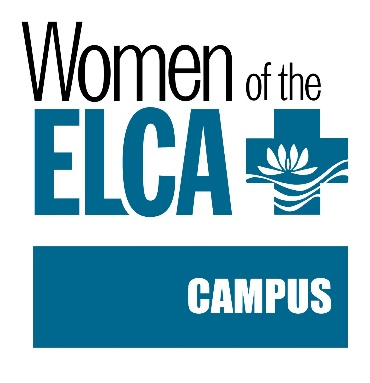 Women of the
ELCA
CAMPUS